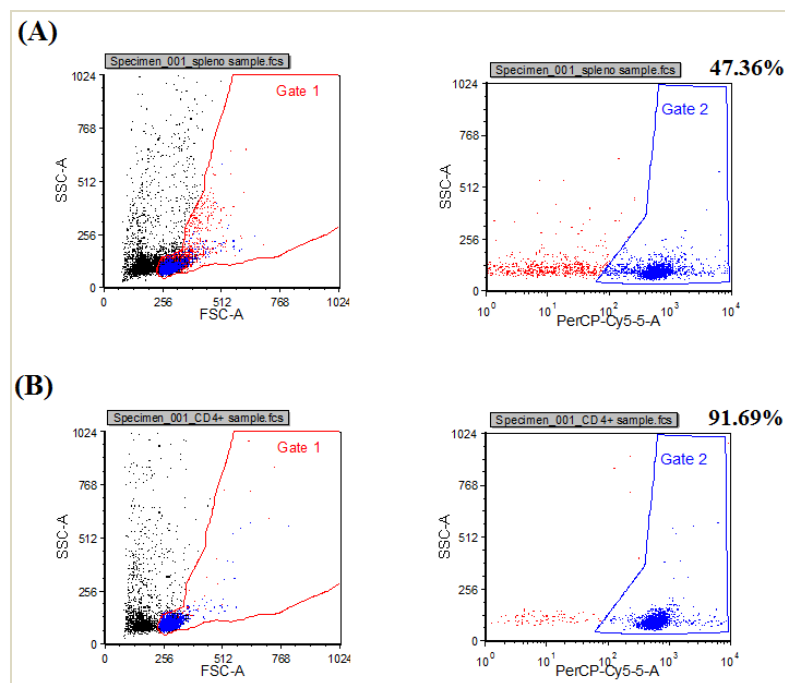 (A)
Specimen_001_spleno sample.fcs
1024
768
512
256
0
SSC-A
Gate 1
0 256 512 768 1024
FSC-A
Specimen_001_spleno sample.fcs
47.36%
1024
768
512
256
0
SSC-A
Gate 2
10^0 10^1 10^2 10^3 10^4
PerCP-Cy5-5-A
(B)
Specimen_001_CD4+ sample.fcs
1024
768
512
256
0
SSC-A
Gate 1
0 256 512 768 1024
FSC-A
Specimen_001_CD4+ sample.fcs
91.69%
1024
768
512
256
0
SSC-A
Gate 2
10^0 10^1 10^2 10^3 10^4
PerCP-Cy5-5-A